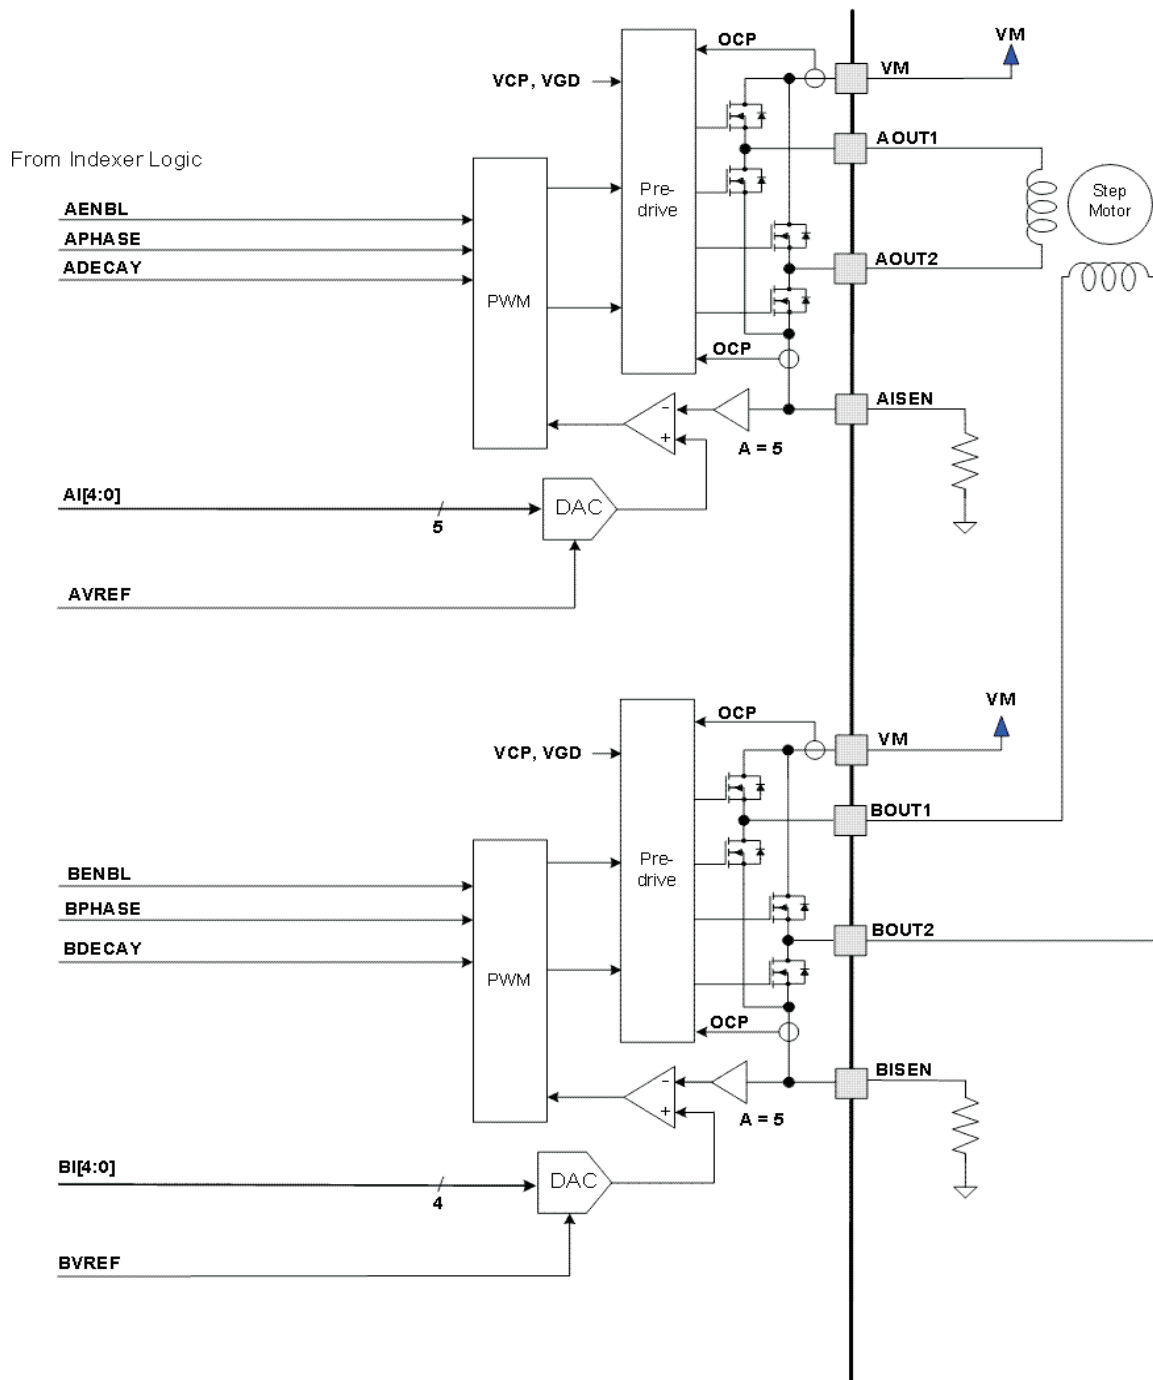 OCP
VM
VCP, VGD
VM
AOUT1
From Indexer Logic
Pre-
drive
Step
Motor
AENBL
APHASE
ADECAY
AOUT2
PWM
OCP
-
+
A = 5
AISEN
AI[4:0]
5
DAC
AVREF
OCP
VM
VM
VCP, VGD
BOUT1
Pre-
drive
BENBL
BPHASE
BDECAY
BOUT2
PWM
OCP
-
+
A = 5
BISEN
BI[4:0]
4
DAC
BVREF